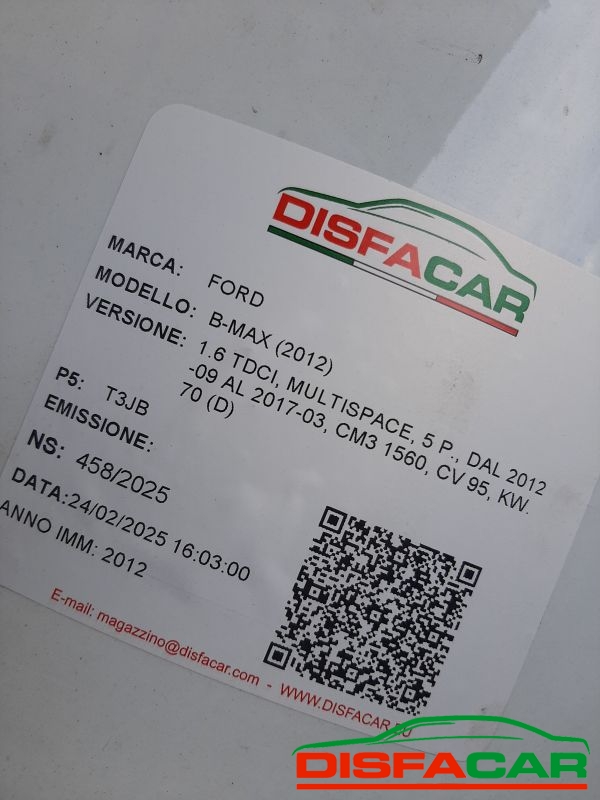 DISFACAR
MARCA: FORD
MODELLO: B-MAX (2012)
VERSIONE: 1.6 TDCI, MULTISPACE, 5 P., DAL 2012
-09 AL 2017-03, CM3 1560, CV 95, KW.
70 (D)
P5: T3JB
EMISSIONE:
NS: 458/2025
DATA:24/02/2025 16:03:00
ANNO IMM: 2012
E-mail: magazzino@disfacar.com - WWW.DISFACAR.EU
DISFACAR